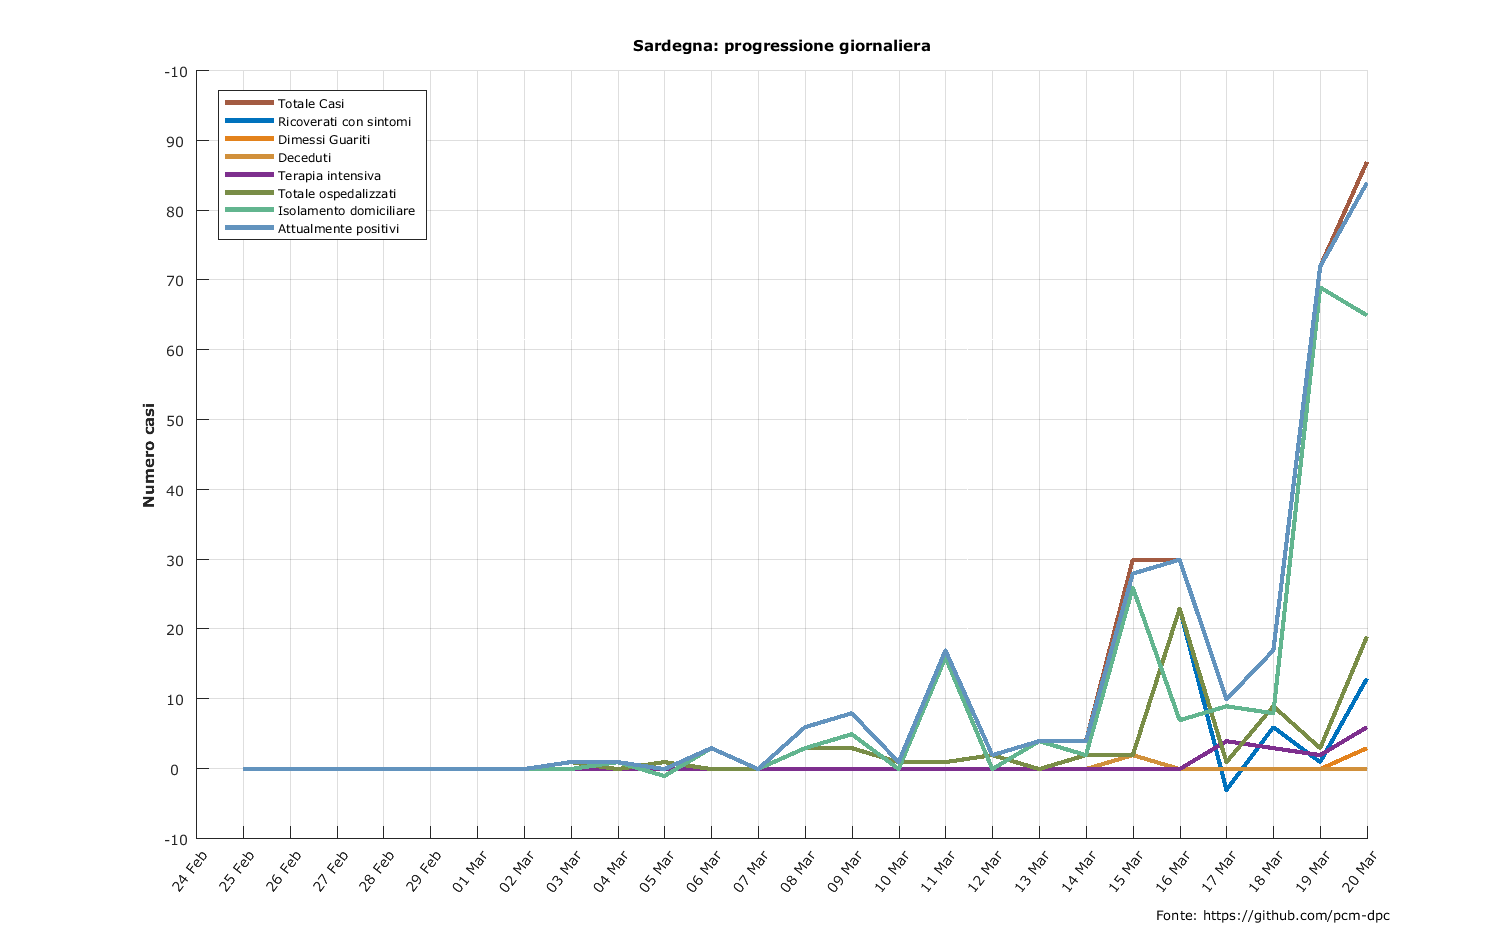 Sardegna: progressione giornaliera
-10
90
80
70
60
50
40
30
20
10
0
-10
Numero casi
Totale Casi
Ricoverati con sintomi
Dimessi Guariti
Deceduti
Terapia intensiva
Totale ospedalizzati
Isolamento domiciliare
Attualmente positivi
24 Feb
25 Feb
26 Feb
27 Feb
28 Feb
29 Feb
01 Mar
02 Mar
03 Mar
04 Mar
05 Mar
06 Mar
07 Mar
08 Mar
09 Mar
10 Mar
11 Mar
12 Mar
13 Mar
14 Mar
15 Mar
16 Mar
17 Mar
18 Mar
19 Mar
20 Mar
Fonte: https://github.com/pcm-dpc